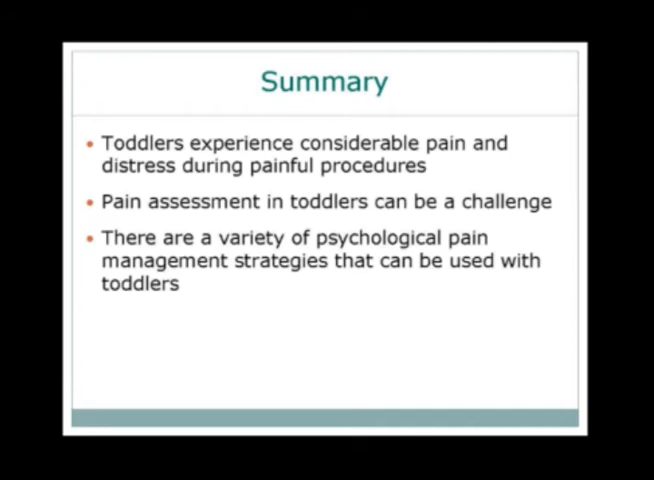 Summary
• Toddlers experience considerable pain and
distress during painful procedures
• Pain assessment in toddlers can be a challenge
• There are a variety of psychological pain
management strategies that can be used with
toddlers